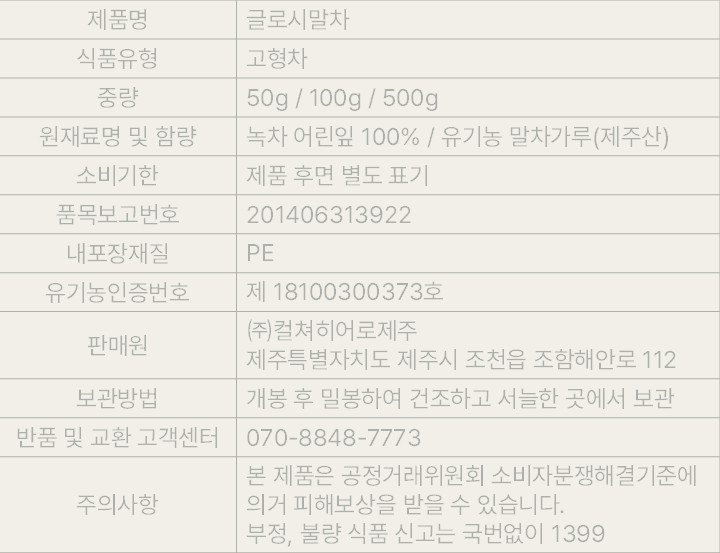 제품명 글로시말차
식품유형 고형차
중량 50g / 100g / 500g
원재료명 및 함량 녹차 어린잎 100% / 유기농 말차가루(제주산)
소비기한 제품 후면 별도 표기
품목보고번호 201406313922
내포장재질 PE
유기농인증번호 제 18100300373호
판매원 ㈜컬쳐히어로제주
제주특별자치도 제주시 조천읍 조함해안로 112
보관방법 개봉 후 밀봉하여 건조하고 서늘한 곳에서 보관
반품 및 교환 고객센터 070-8848-7773
주의사항 본 제품은 공정거래위원회 소비자분쟁해결기준에
의거 피해보상을 받을 수 있습니다.
부정, 불량 식품 신고는 국번없이 1399